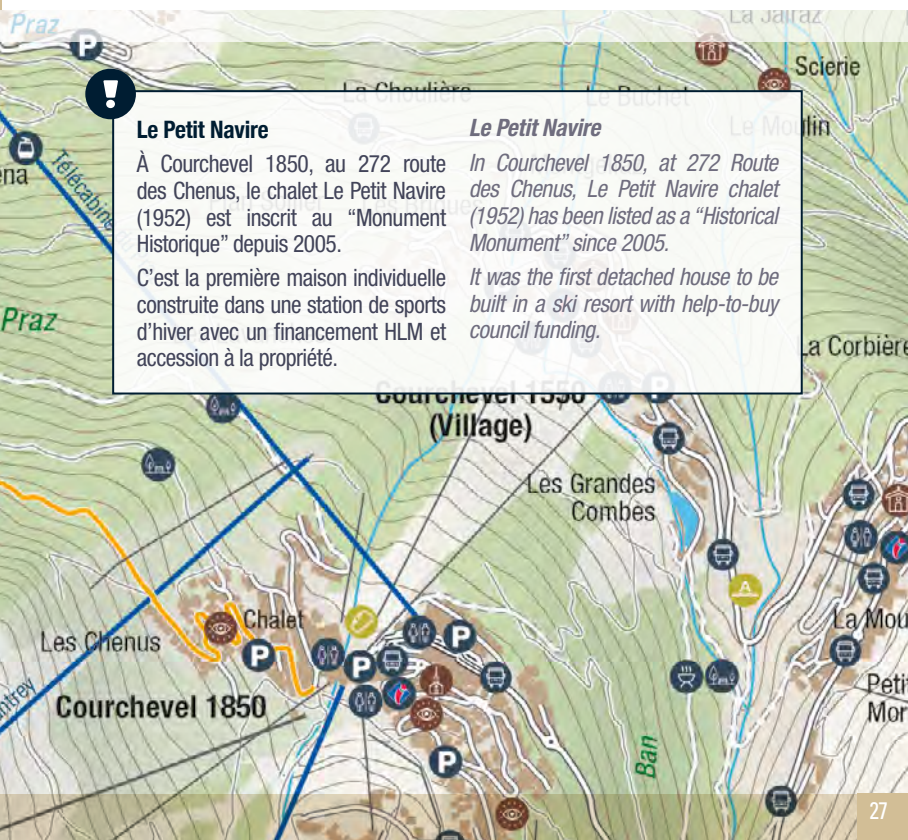 Praz
P
La Jairaz
Scierie
La Choulière
Le Buchet
Le Moulin
Télécabine
Le Petit Navire
À Courchevel 1850, au 272 route
des Chenus, le chalet Le Petit Navire
(1952) est inscrit au “Monument
Historique” depuis 2005.
C’est la première maison individuelle
construite dans une station de sports
d’hiver avec un financement HLM et
accession à la propriété.
Le Petit Navire
In Courchevel 1850, at 272 Route
des Chenus, Le Petit Navire chalet
(1952) has been listed as a “Historical
Monument” since 2005.
It was the first detached house to be
built in a ski resort with help-to-buy
council funding.
Praz
La Corbière
Courchevel 1550
(Village)
P
Les Grandes
Combes
Chalet
Les Chenus
P
P
P
La Mou
Courchevel 1850
Petit
Mor
P
Ban
27